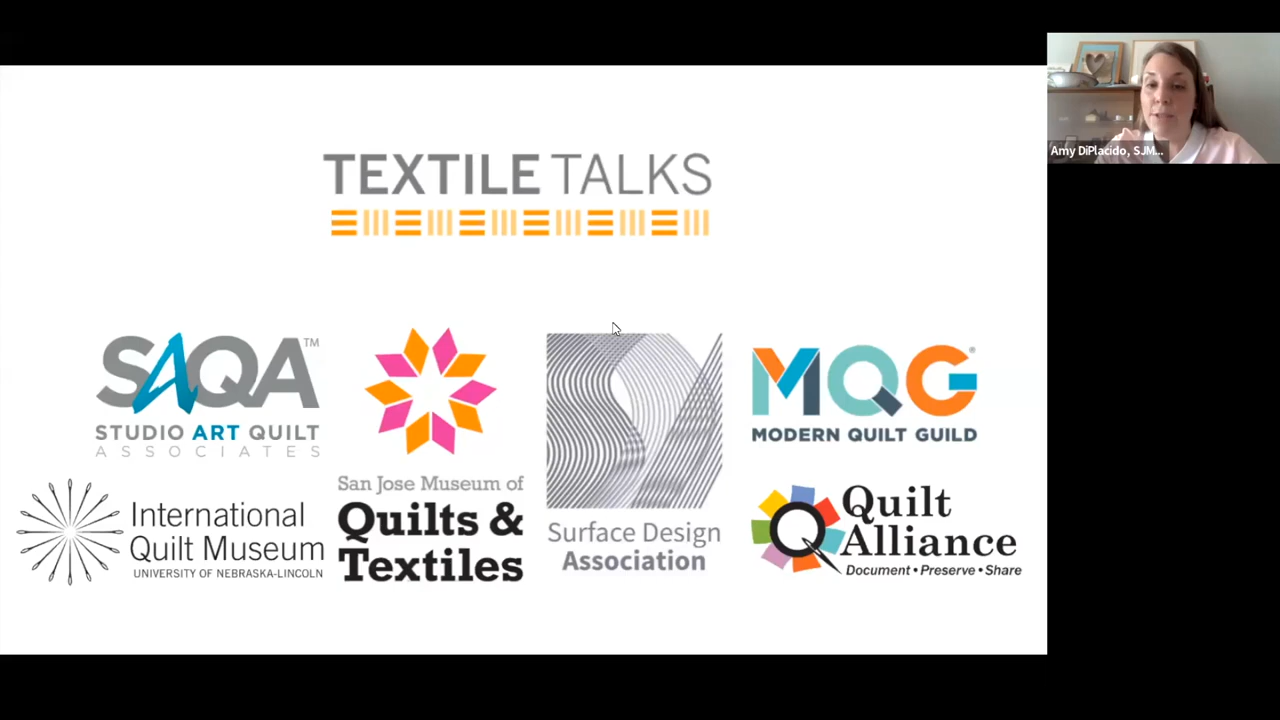 TEXTILE TALKS
SAQA™
STUDIO ART QUILT
ASSOCIATES
International
Quilt Museum
UNIVERSITY OF NEBRASKA-LINCOLN
San Jose Museum of
Quilts &
Textiles
Surface Design
Association
MQG®
MODERN QUILT GUILD
Quilt
Alliance
Document • Preserve • Share
Amy DiPlacido, SJM...